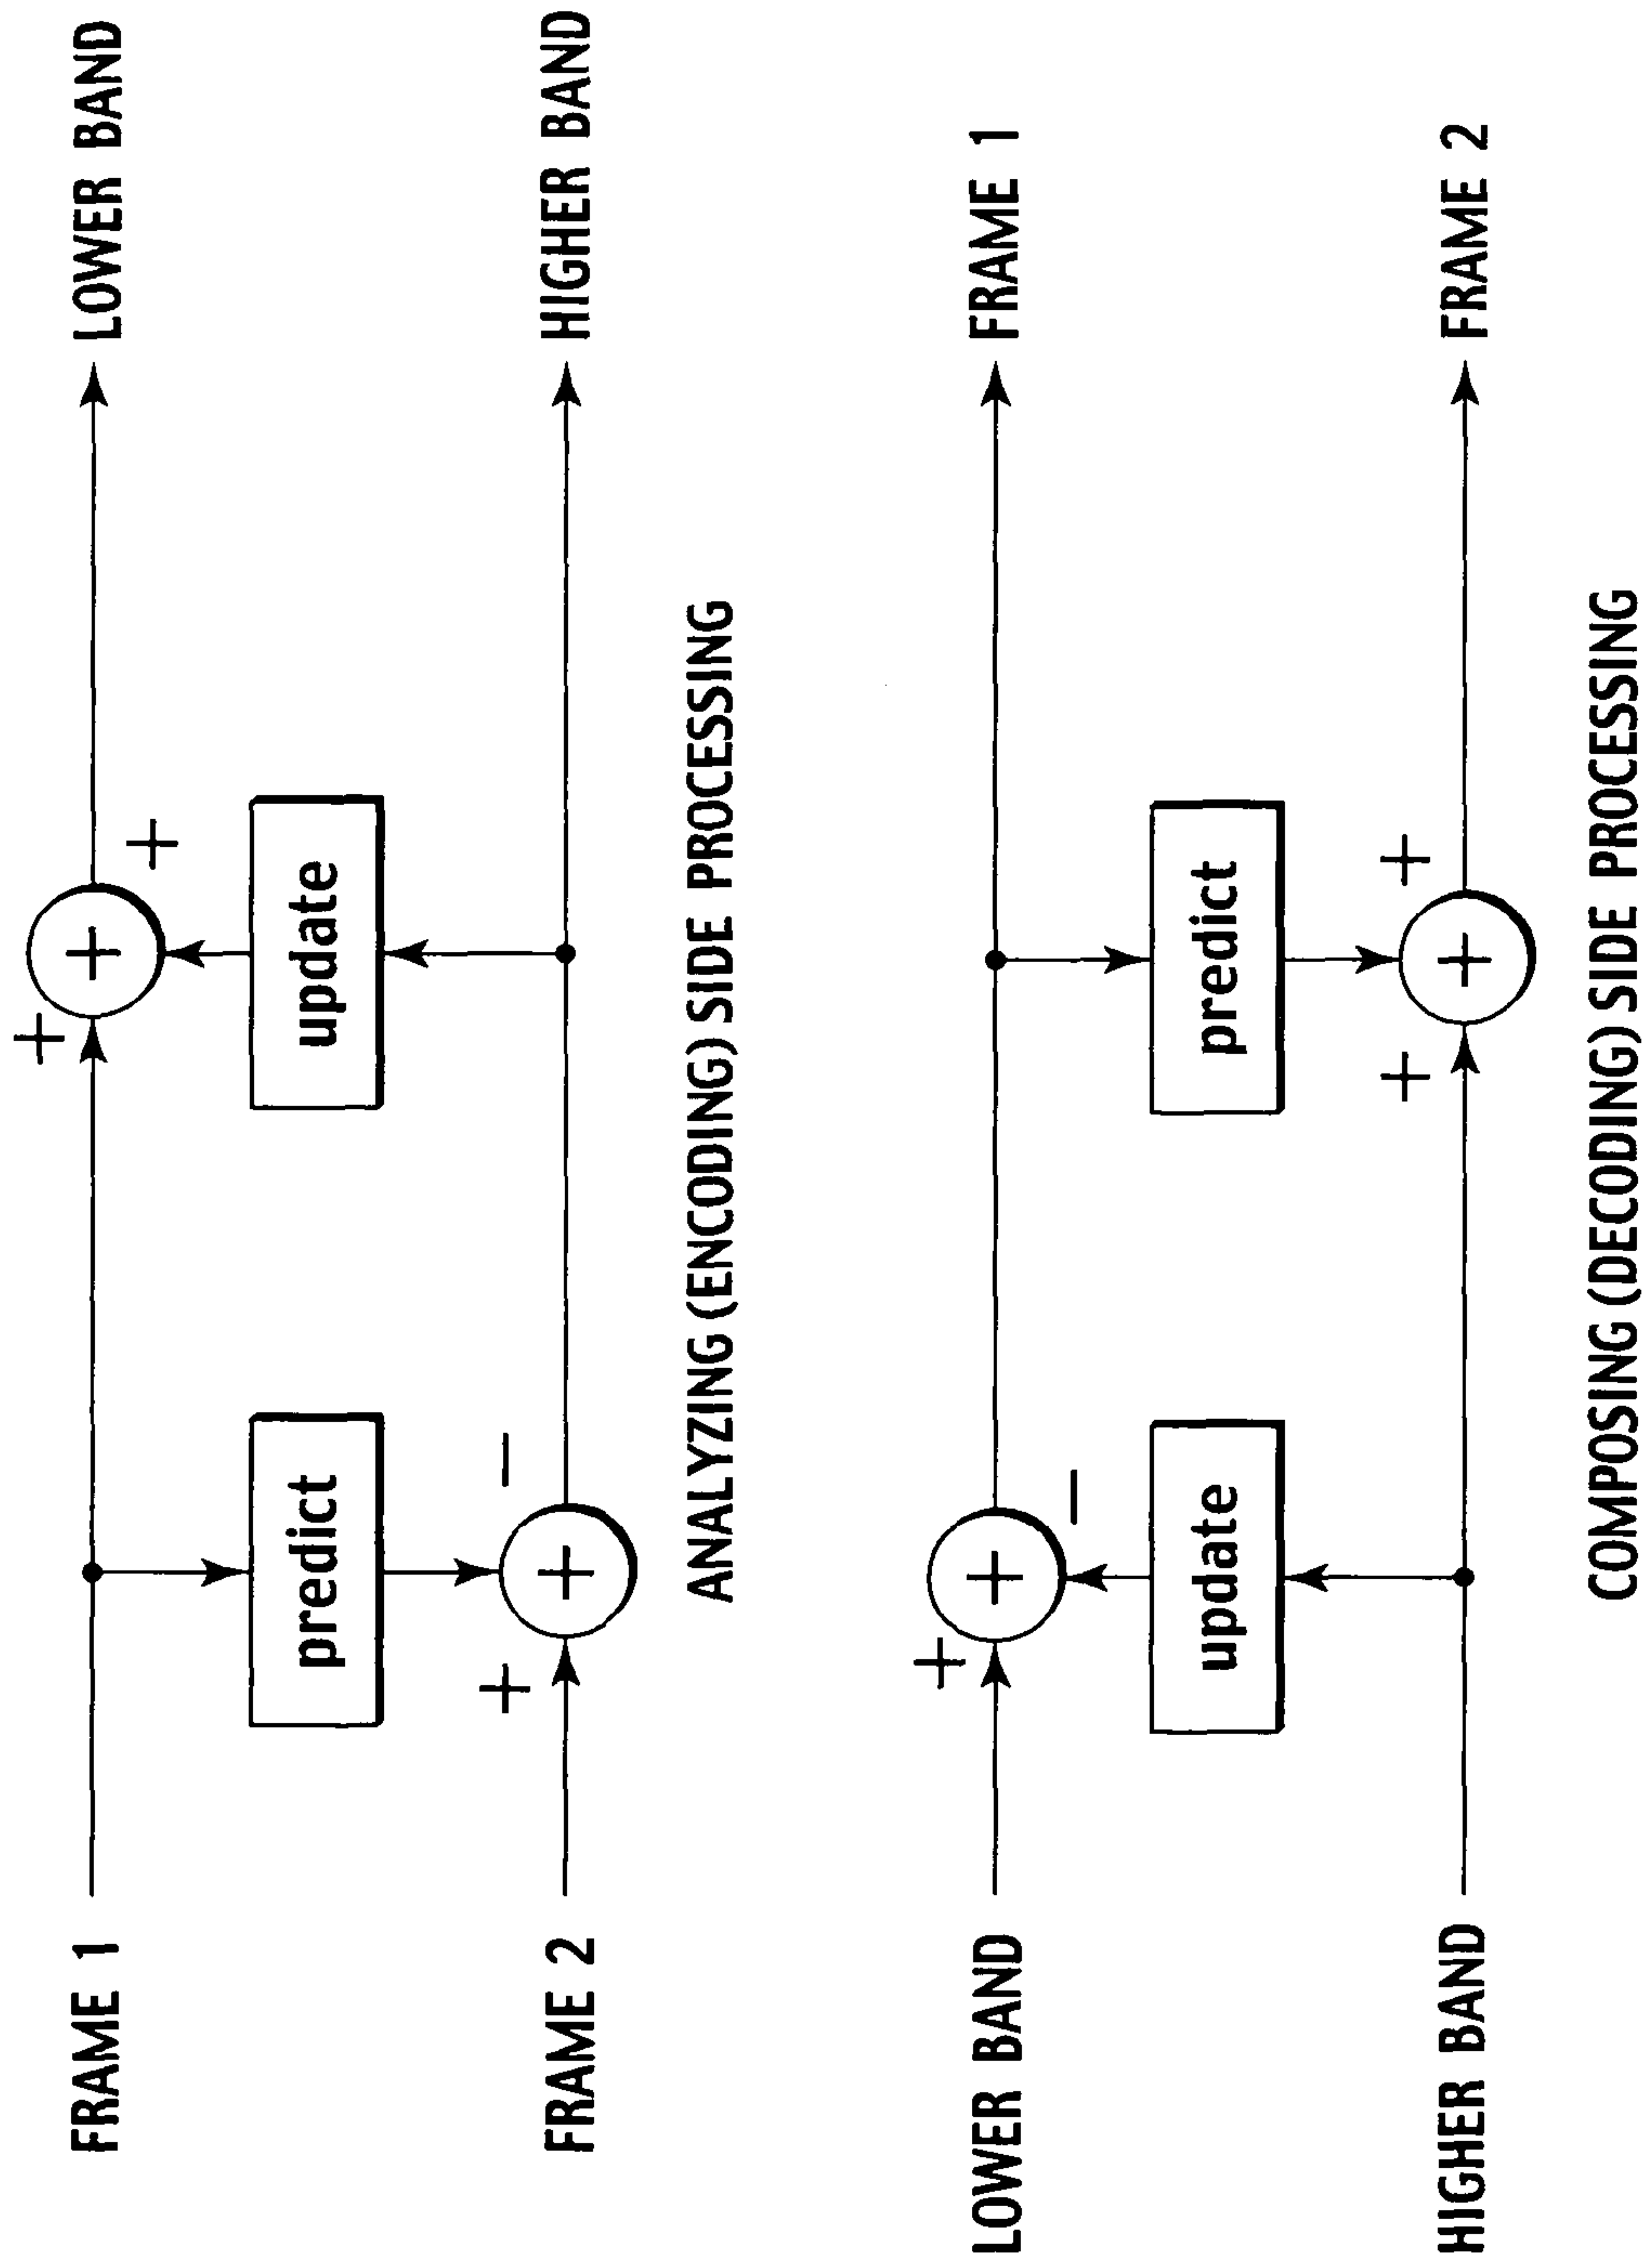 FRAME 1
predict
+
+
update
+
+
LOWER BAND
FRAME 2
+
+
−
HIGHER BAND
ANALYZING (ENCODING) SIDE PROCESSING
LOWER BAND
+
+
−
FRAME 1
update
predict
HIGHER BAND
+
+
+
FRAME 2
COMPOSING (DECODING) SIDE PROCESSING